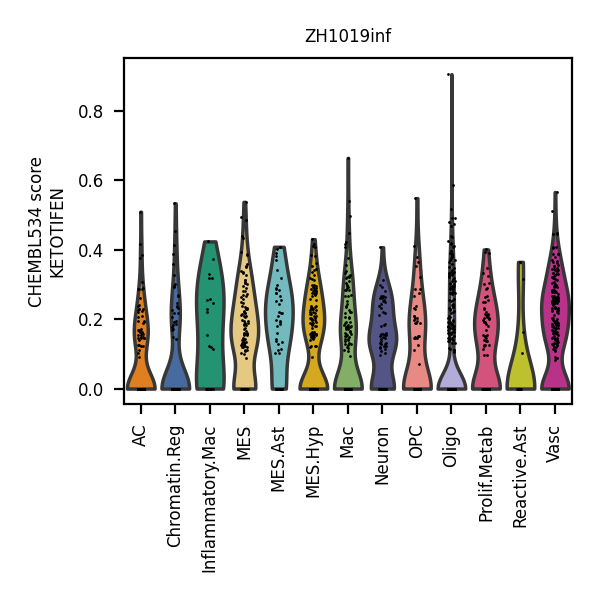 ZH1019inf
CHEMBL534 score
KETOTIFEN
0.8
0.6
0.4
0.2
0.0
AC
Chromatin.Reg
Inflammatory.Mac
MES
MES.Ast
MES.Hyp
Mac
Neuron
OPC
Oligo
Prolif.Metab
Reactive.Ast
Vasc